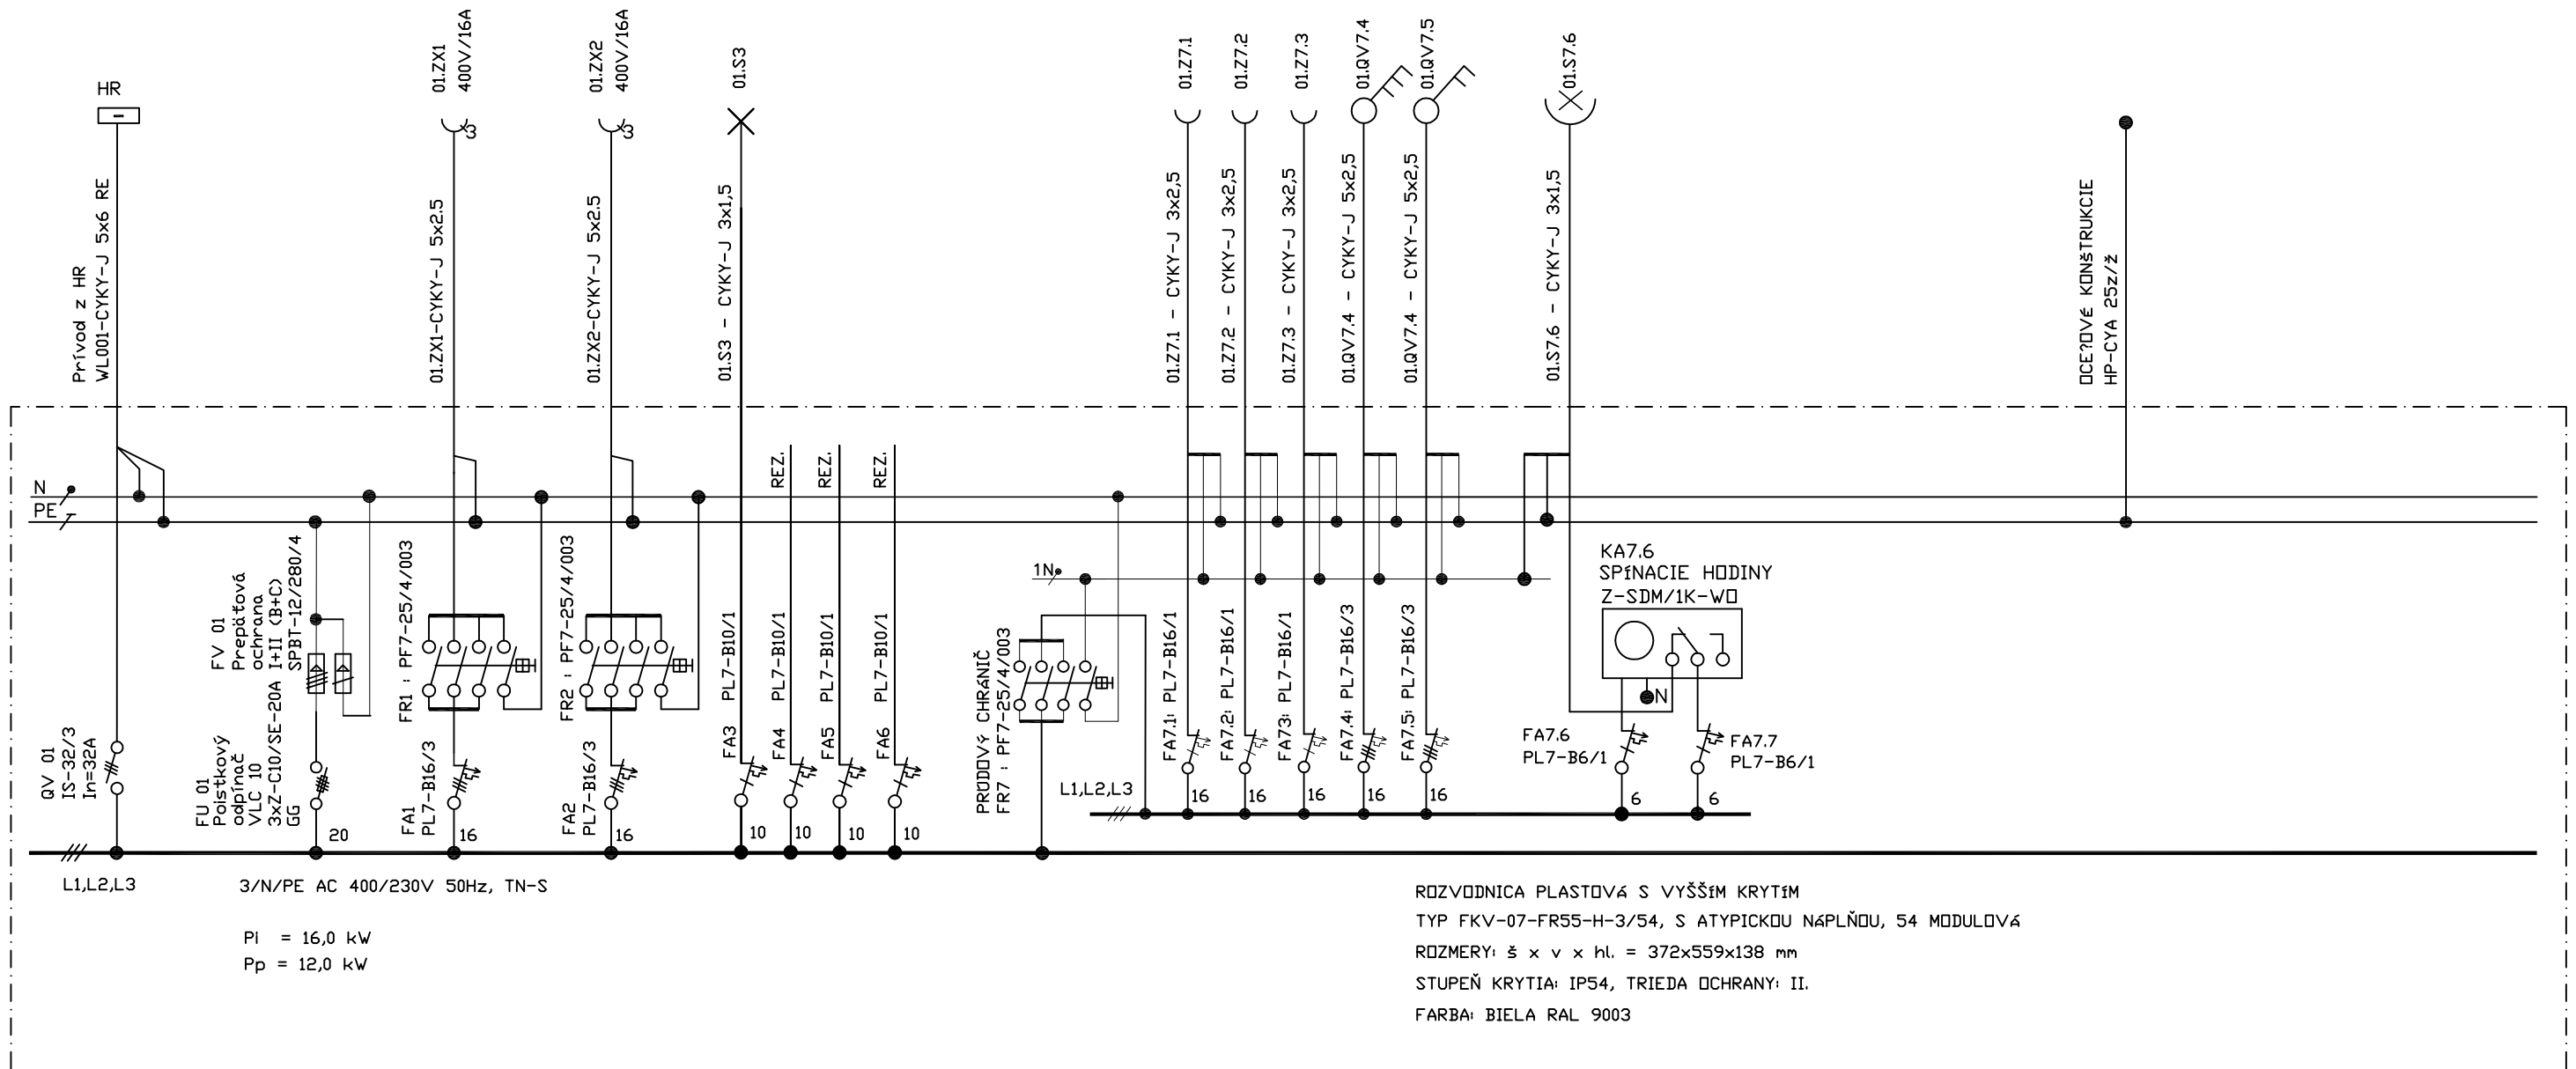 HR
Prívod z HR
WL001-CYKY-J 5x6 RE
01.ZX1
400V/16A
3
01.ZX1-CYKY-J 5x2.5
01.ZX2
400V/16A
3
01.ZX2-CYKY-J 5x2.5
01.S3
01.S3 - CYKY-J 3x1,5
01.Z7.1
01.Z7.1 - CYKY-J 3x2,5
01.Z7.2
01.Z7.2 - CYKY-J 3x2,5
01.Z7.3
01.Z7.3 - CYKY-J 3x2,5
01.QV7.4
01.QV7.4 - CYKY-J 5x2,5
01.QV7.5
01.QV7.4 - CYKY-J 5x2,5
01.S7.6
01.S7.6 - CYKY-J 3x1,5
OCE?OVé KONšTRUKCIE
HP-CYA 25z/ž
N
PE
REZ.
REZ.
REZ.
1N
QV 01
IS-32/3
In=32A
FV 01
Prepäťová
ochrana
I+II (B+C)
SPBT-12/280/4
FU 01
Poistkový
odpínač
VLC 10
3xZ-C10/SE-20A
GG
20
FR1 : PF7-25/4/003
FA1
PL7-B16/3
16
FR2 : PF7-25/4/003
FA2
PL7-B16/3
16
FA3 PL7-B10/1
10
FA4 PL7-B10/1
10
FA5 PL7-B10/1
10
FA6 PL7-B10/1
10
PRúDOVý CHRáNIČ
FR7 : PF7-25/4/003
L1,L2,L3
FA7.1: PL7-B16/1
16
FA7.2: PL7-B16/1
16
FA7.3: PL7-B16/1
16
FA7.4: PL7-B16/3
16
FA7.5: PL7-B16/3
16
KA7.6
SPíNACIE HODINY
Z-SDM/1K-WO
N
FA7.6
PL7-B6/1
6
FA7.7
PL7-B6/1
6
L1,L2,L3
3/N/PE AC 400/230V 50Hz, TN-S
Pi = 16,0 kW
Pp = 12,0 kW
ROZVODNICA PLASTOVá S VYŠŠíM KRYTíM
TYP FKV-07-FR55-H-3/54, S ATYPICKOU NáPLŇOU, 54 MODULOVá
ROZMERY: š x v x hl. = 372x559x138 mm
STUPEŇ KRYTIA: IP54, TRIEDA OCHRANY: II.
FARBA: BIELA RAL 9003